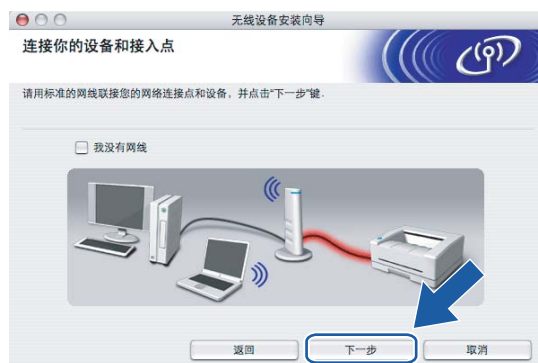 无线设备安装向导
连接你的设备和接入点
请用标准的网线联接您的网络连接点和设备，并点击“下一步”键.
我没有网线
返回 下一步 取消